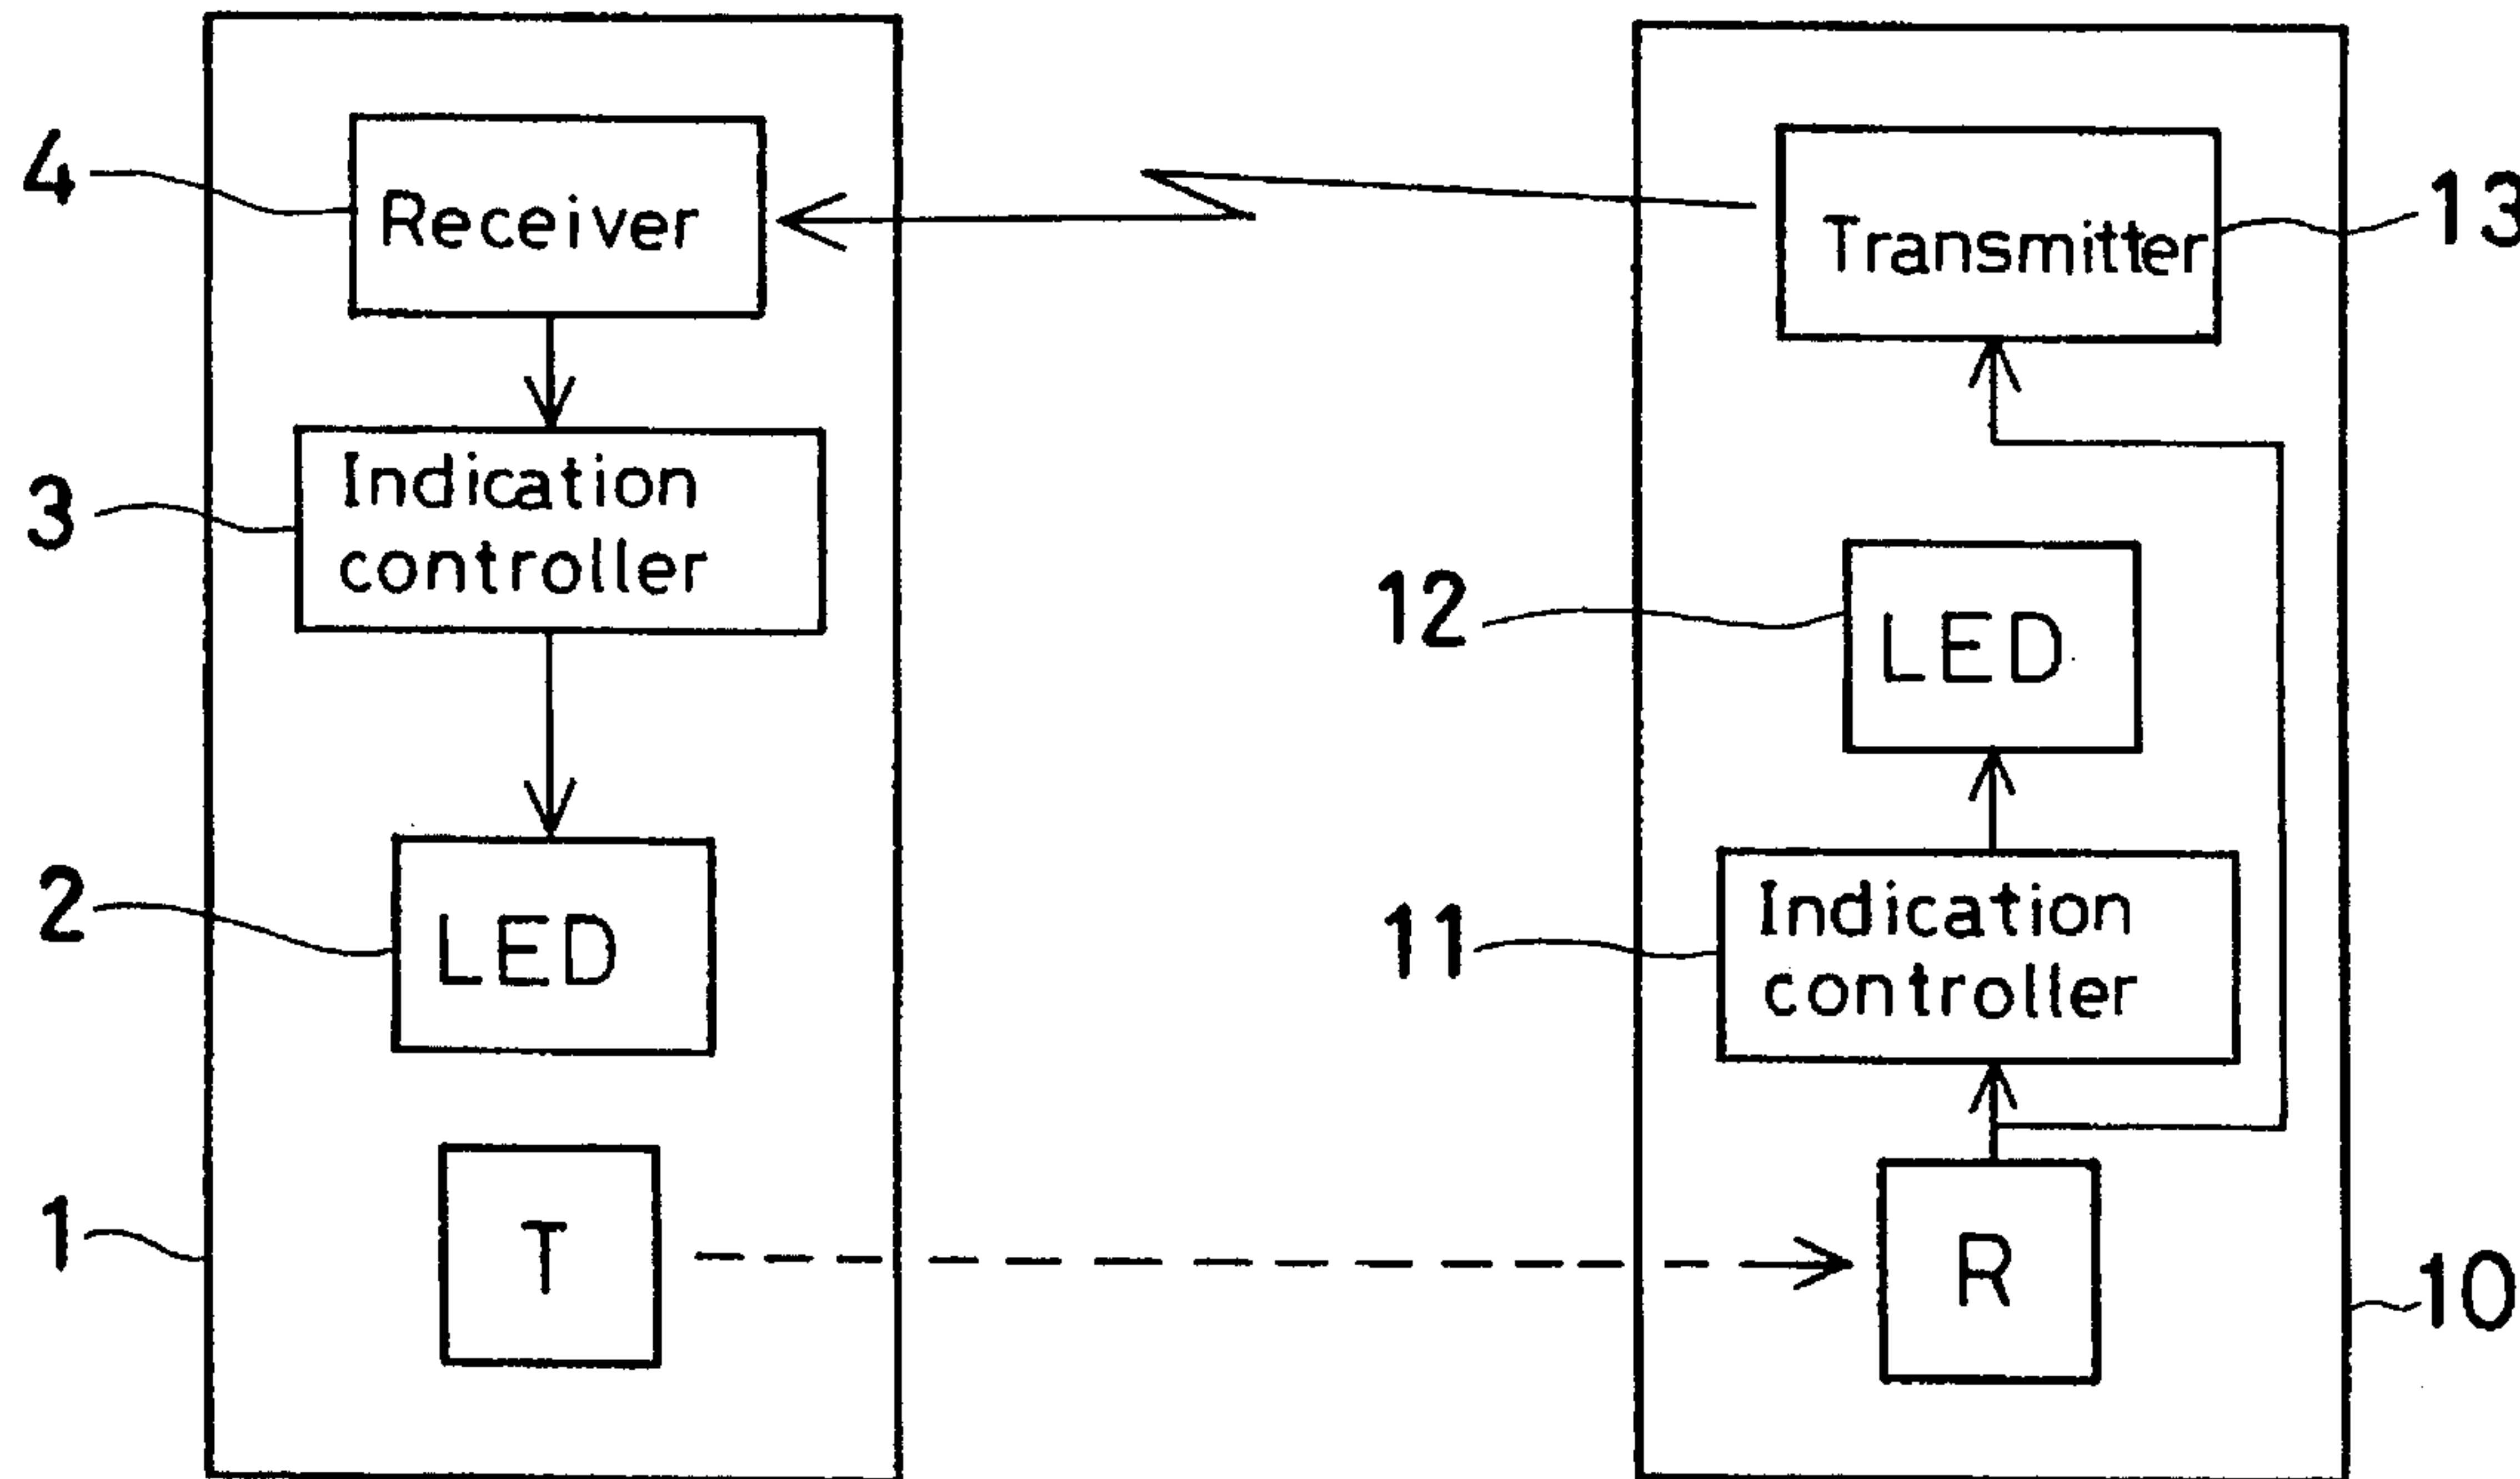 4
Receiver
3
Indication
controller
2
LED
1
T
13
Transmitter
12
LED
11
Indication
controller
10
R